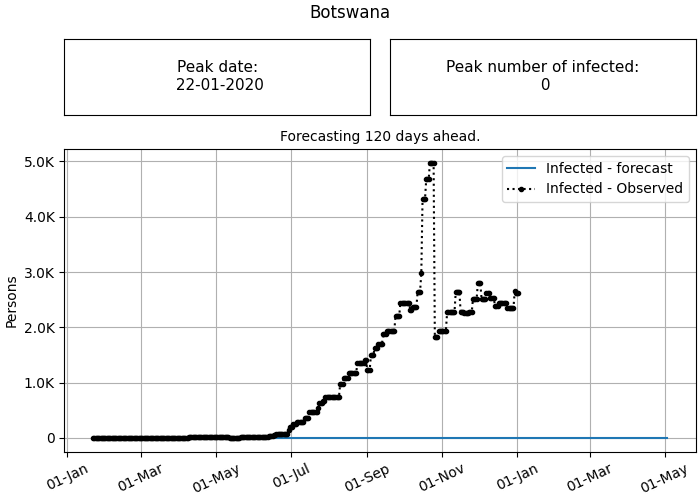 Botswana
Peak date:
22-01-2020
Peak number of infected:
0
Forecasting 120 days ahead.
Infected - forecast
Infected - Observed
Persons
5.0K
4.0K
3.0K
2.0K
1.0K
0
01-Jan
01-Mar
01-May
01-Jul
01-Sep
01-Nov
01-Jan
01-Mar
01-May